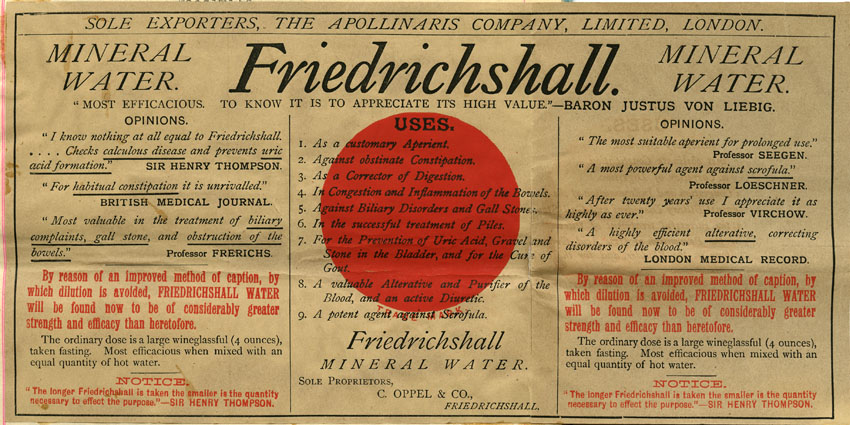 SOLE EXPORTERS, THE APOLLINARIS COMPANY, LIMITED, LONDON.
MINERAL
WATER.
Friedrichshall.
MINERAL
WATER.
"MOST EFFICACIOUS. TO KNOW IT IS TO APPRECIATE ITS HIGH VALUE."—BARON JUSTUS VON LIEBIG.
OPINIONS.
"I know nothing at all equal to Friedrichshall.
. . . . Checks calculous disease and prevents uric
acid formation." SIR HENRY THOMPSON.
"For habitual constipation it is unrivalled."
BRITISH MEDICAL JOURNAL.
"Most valuable in the treatment of biliary
complaints, gall stone, and obstruction of the
bowels." Professor FRERICHS.
By reason of an improved method of caption, by
which dilution is avoided, FRIEDRICHSHALL WATER
will be found now to be of considerably greater
strength and efficacy than heretofore.
The ordinary dose is a large wineglassful (4 ounces),
taken fasting. Most efficacious when mixed with an
equal quantity of hot water.
NOTICE.
"The longer Friedrichshall is taken the smaller is the quantity
necessary to effect the purpose."—SIR HENRY THOMPSON.
USES.
1. As a customary Aperient.
2. Against obstinate Constipation.
3. As a Corrector of Digestion.
4. In Congestion and Inflammation of the Bowels.
5. Against Biliary Disorders and Gall Stones.
6. In the successful treatment of Piles.
7. For the Prevention of Uric Acid, Gravel and
Stone in the Bladder, and for the Cure of
Gout.
8. A valuable Alterative and Purifier of the
Blood, and an active Diuretic.
9. A potent agent against Scrofula.
Friedrichshall
MINERAL WATER.
SOLE PROPRIETORS,
C. OPPEL & CO.,
FRIEDRICHSHALL.
OPINIONS.
"The most suitable aperient for prolonged use."
Professor SEEGEN.
"A most powerful agent against scrofula."
Professor LOESCHNER.
"After twenty years' use I appreciate it as
highly as ever." Professor VIRCHOW.
"A highly efficient alterative, correcting
disorders of the blood."
LONDON MEDICAL RECORD.
By reason of an improved method of caption, by
which dilution is avoided, FRIEDRICHSHALL WATER
will be found now to be of considerably greater
strength and efficacy than heretofore.
The ordinary dose is a large wineglassful (4 ounces),
taken fasting. Most efficacious when mixed with an
equal quantity of hot water.
NOTICE.
"The longer Friedrichshall is taken the smaller is the quantity
necessary to effect the purpose."—SIR HENRY THOMPSON.